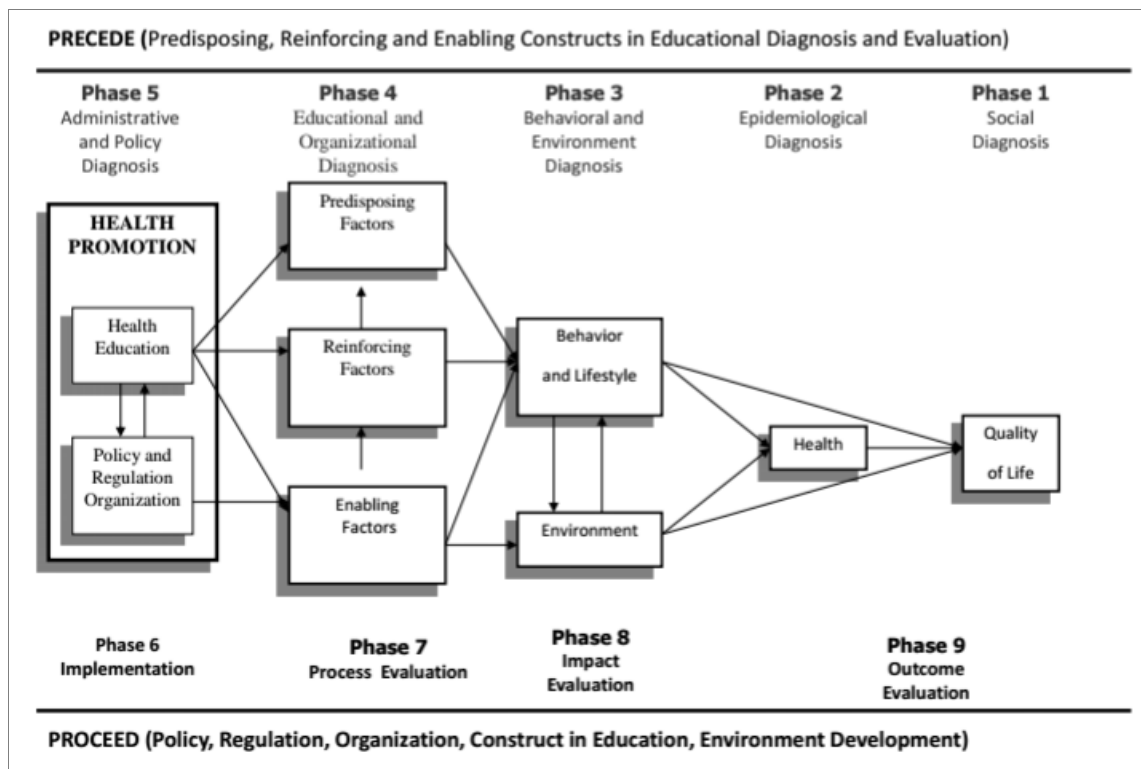 PRECEDE (Predisposing, Reinforcing and Enabling Constructs in Educational Diagnosis and Evaluation)
Phase 5
Administrative
and Policy
Diagnosis
Phase 4
Educational and
Organizational
Diagnosis
Phase 3
Behavioral and
Environment
Diagnosis
Phase 2
Epidemiological
Diagnosis
Phase 1
Social
Diagnosis
HEALTH
PROMOTION
Health
Education
Policy and
Regulation
Organization
Predisposing
Factors
Reinforcing
Factors
Enabling
Factors
Behavior
and Lifestyle
Environment
Health
Quality
of Life
Phase 6
Implementation
Phase 7
Process Evaluation
Phase 8
Impact
Evaluation
Phase 9
Outcome
Evaluation
PROCEED (Policy, Regulation, Organization, Construct in Education, Environment Development)